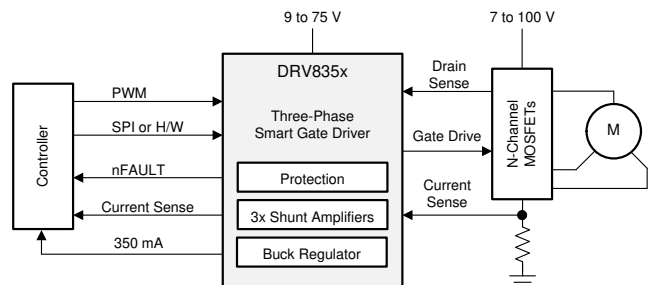 9 to 75 V
7 to 100 V
DRV835x
Three-Phase
Smart Gate Driver
Protection
3x Shunt Amplifiers
Buck Regulator
Controller
PWM
SPI or H/W
nFAULT
Current Sense
350 mA
Drain
Sense
Gate Drive
Current
Sense
N-Channel
MOSFETs
M